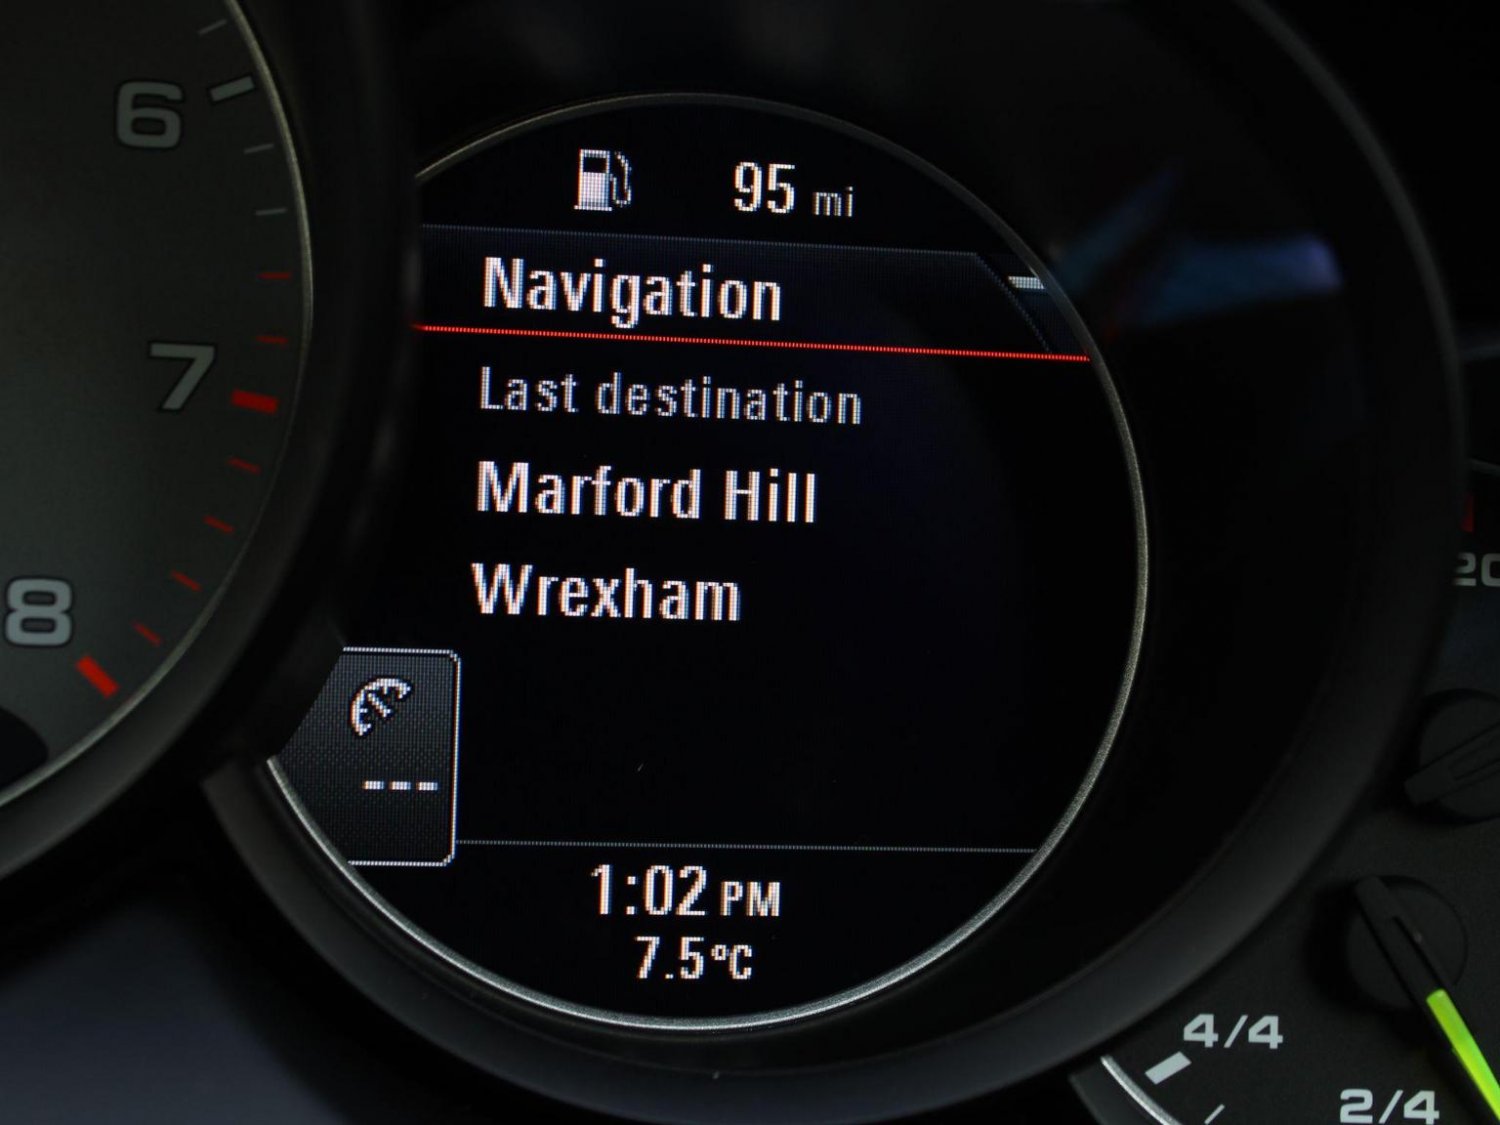 6
7
8
95 mi
Navigation
Last destination
Marford Hill
Wrexham
---
1:02 PM
7.5°C
20
4/4
2/4